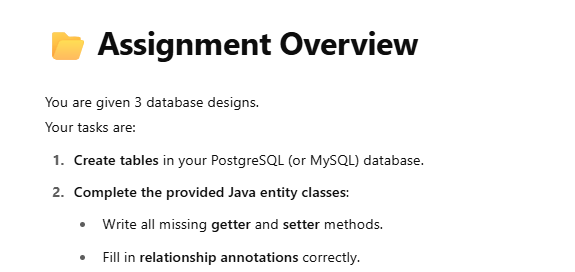 Assignment Overview
You are given 3 database designs.
Your tasks are:
1. Create tables in your PostgreSQL (or MySQL) database.
2. Complete the provided Java entity classes:
• Write all missing getter and setter methods.
• Fill in relationship annotations correctly.